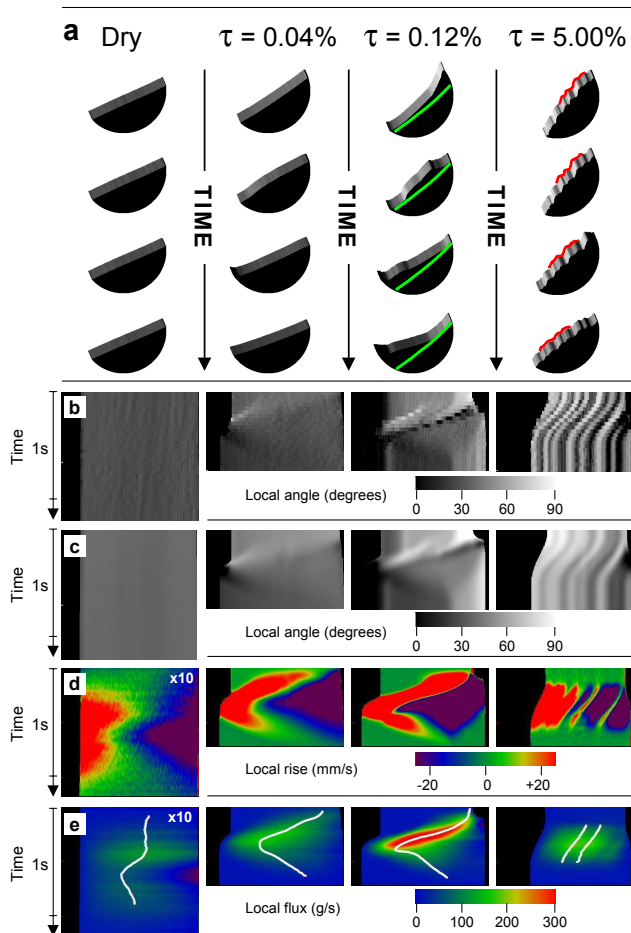 a Dry τ = 0.04% τ = 0.12% τ = 5.00%
TIME TIME TIME
b
Time 1s
Local angle (degrees)
0 30 60 90
c
Time 1s
Local angle (degrees)
0 30 60 90
d x10
Time 1s
Local rise (mm/s)
-20 0 +20
e x10
Time 1s
Local flux (g/s)
0 100 200 300